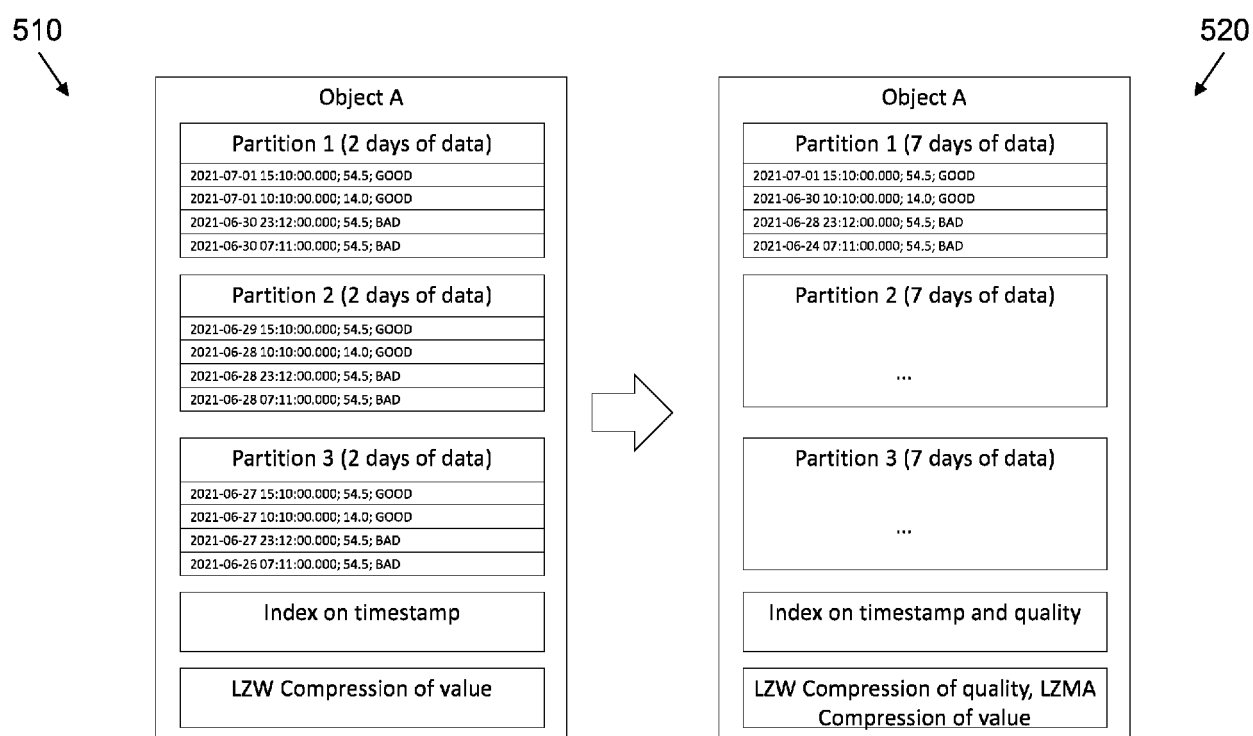 510
520
Object A
Partition 1 (2 days of data)
2021-07-01 15:10:00.000; 54.5; GOOD
2021-07-01 10:10:00.000; 14.0; GOOD
2021-06-30 23:12:00.000; 54.5; BAD
2021-06-30 07:11:00.000; 54.5; BAD
Partition 2 (2 days of data)
2021-06-29 15:10:00.000; 54.5; GOOD
2021-06-28 10:10:00.000; 14.0; GOOD
2021-06-28 23:12:00.000; 54.5; BAD
2021-06-28 07:11:00.000; 54.5; BAD
Partition 3 (2 days of data)
2021-06-27 15:10:00.000; 54.5; GOOD
2021-06-27 10:10:00.000; 14.0; GOOD
2021-06-27 23:12:00.000; 54.5; BAD
2021-06-26 07:11:00.000; 54.5; BAD
Index on timestamp
LZW Compression of value
Object A
Partition 1 (7 days of data)
2021-07-01 15:10:00.000; 54.5; GOOD
2021-06-30 10:10:00.000; 14.0; GOOD
2021-06-28 23:12:00.000; 54.5; BAD
2021-06-24 07:11:00.000; 54.5; BAD
Partition 2 (7 days of data)
...
Partition 3 (7 days of data)
...
Index on timestamp and quality
LZW Compression of quality, LZMA
Compression of value